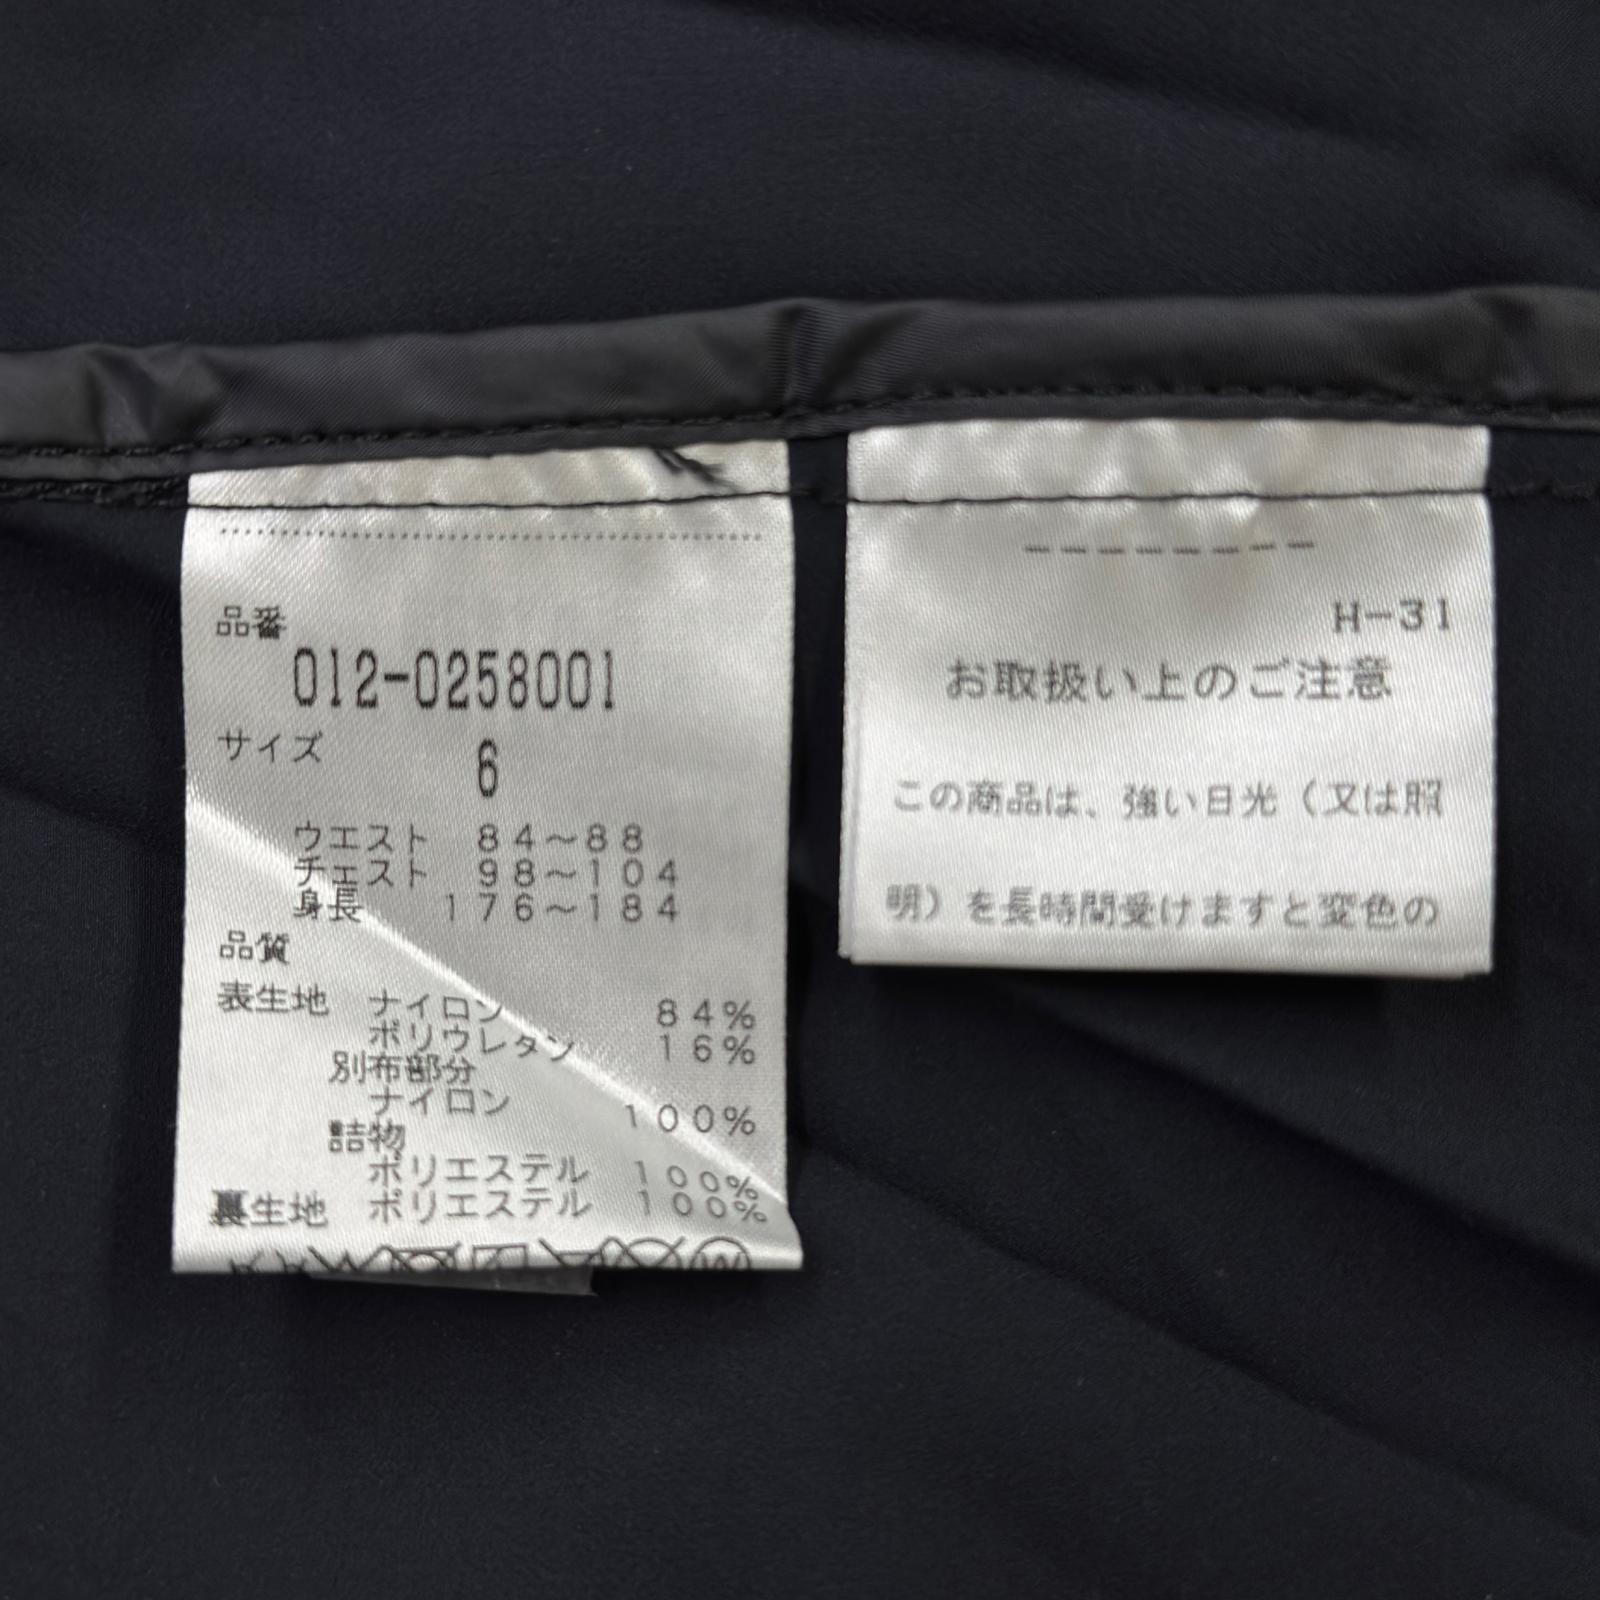 品番
012-0258001
サイズ 6
ウエスト 84～88
チェスト 98～104
身長 176～184
品質
表生地 ナイロン 84%
ポリウレタン 16%
別布部分
ナイロン 100%
詰物
ポリエステル 100%
裏生地 ポリエステル 100%
H-31
お取扱い上のご注意
この商品は、強い日光（又は照
明）を長時間受けますと変色の